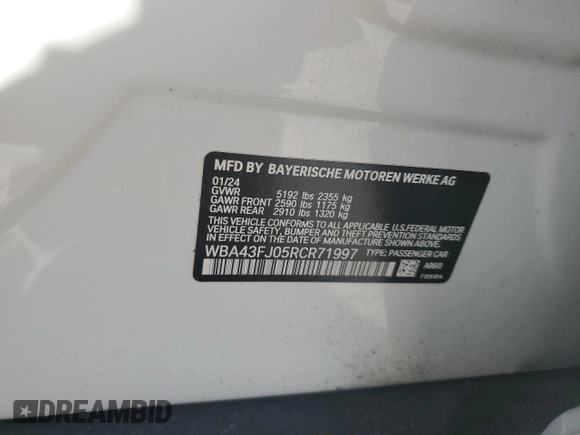 MFD BY BAYERISCHE MOTOREN WERKE AG
01/24
GVWR 5192 lbs 2355 kg
GAWR FRONT 2590 lbs 1175 kg
GAWR REAR 2910 lbs 1320 kg
THIS VEHICLE CONFORMS TO ALL APPLICABLE U.S.FEDERAL MOTOR
VEHICLE SAFETY, BUMPER, AND THEFT PREVENTION STANDARDS
IN EFFECT ON THE DATE OF MANUFACTURE SHOWN ABOVE.
WBA43FJ05RCR71997 TYPE: PASSENGER CAR
A96/0
DREAMBID